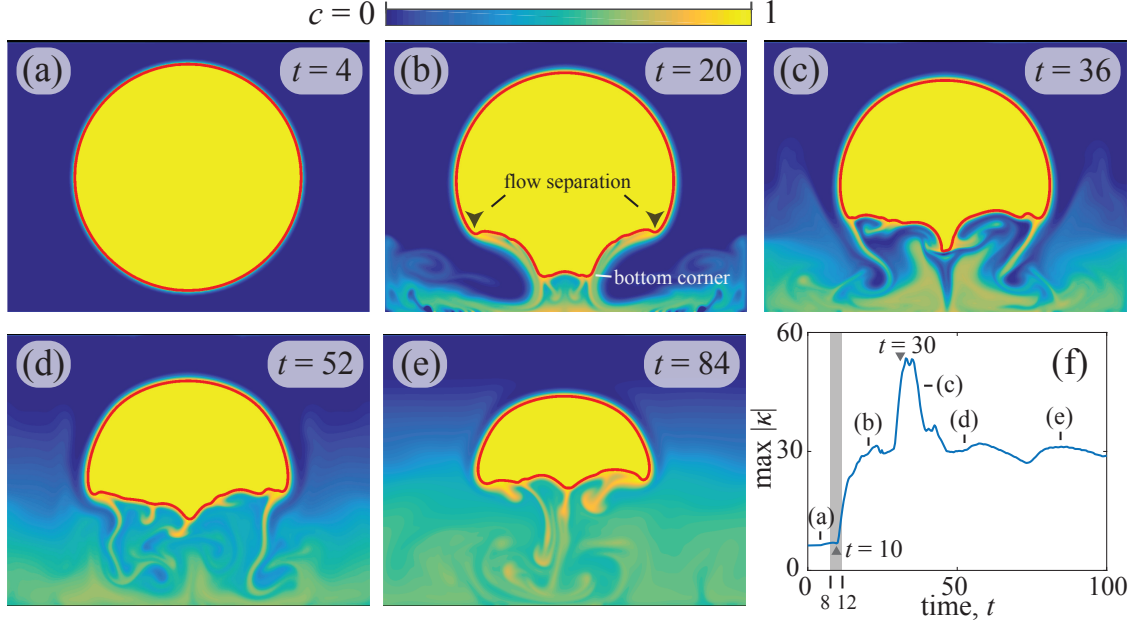 c = 0 1
(a) t = 4
(b) t = 20
flow separation
bottom corner
(c) t = 36
(d) t = 52
(e) t = 84
(f)
60
30
0
max |κ|
t = 30
(c)
(b)
(d)
(e)
(a)
t = 10
0 50 100
8 12
time, t